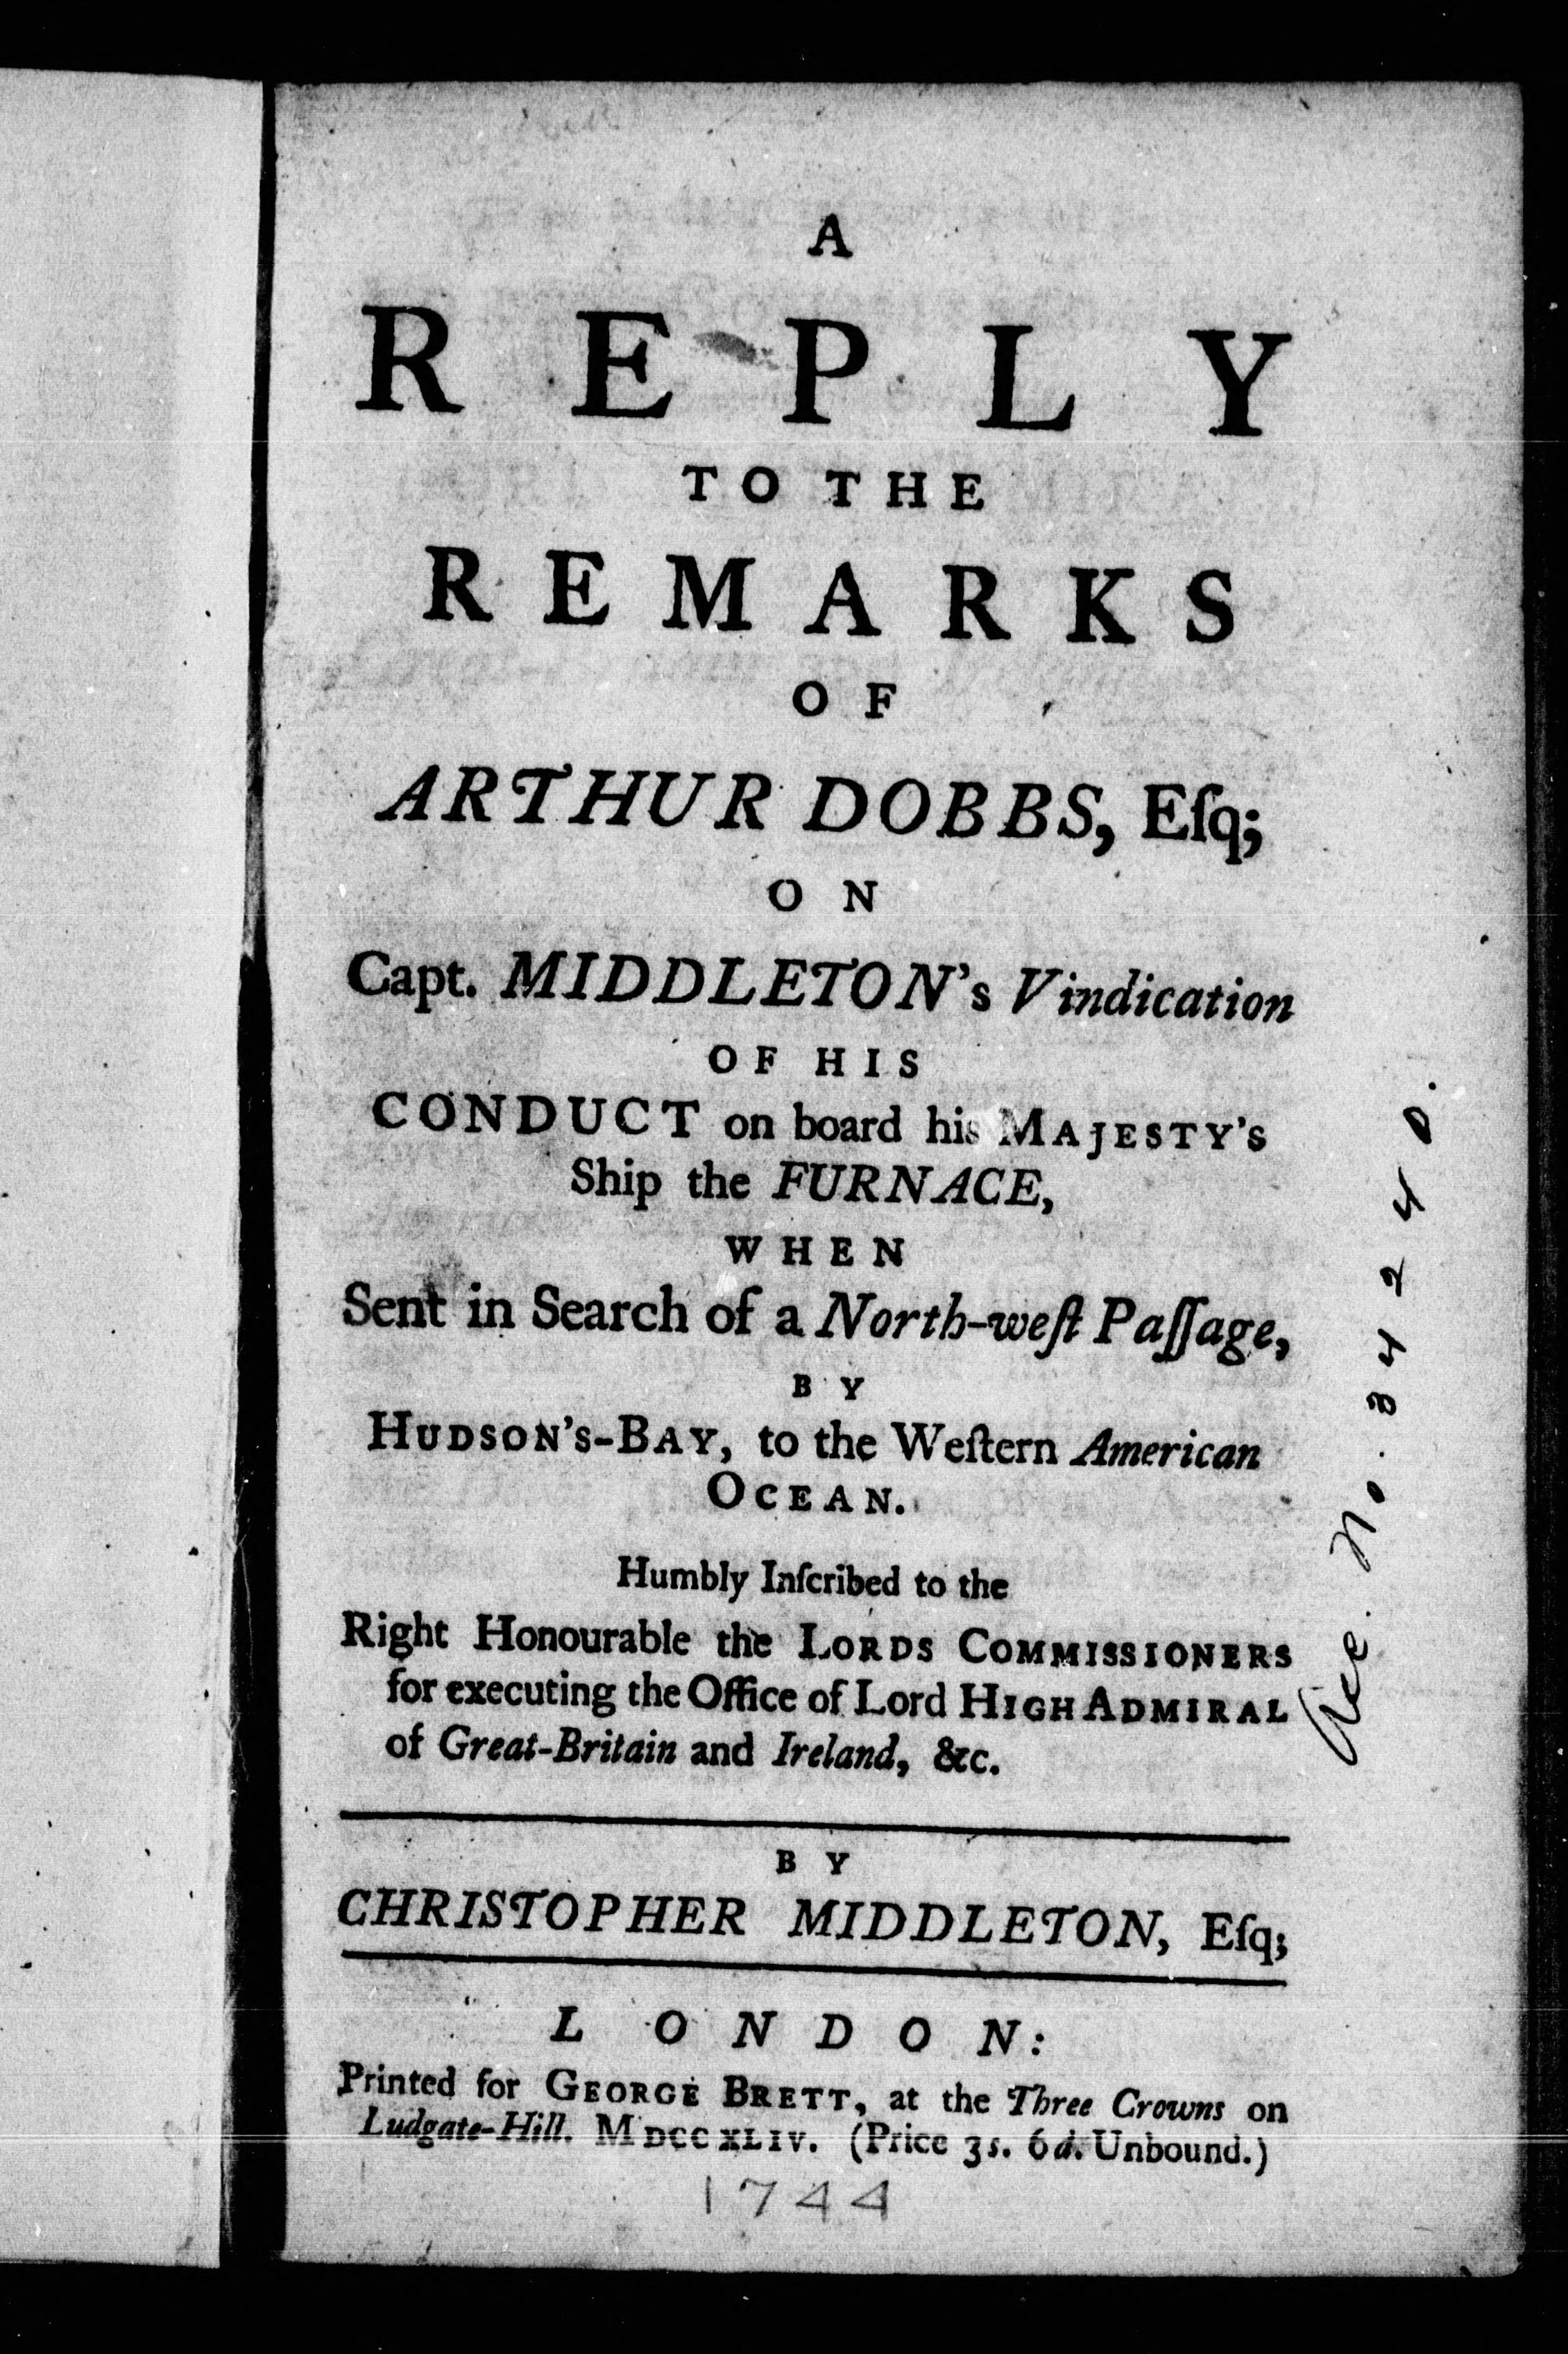 A
REPLY
TO THE
REMARKS
OF
ARTHUR DOBBS, Eſq;
ON
Capt. MIDDLETON's Vindication
OF HIS
CONDUCT on board his MAJESTY's
Ship the FURNACE,
WHEN
Sent in Search of a North-weſt Paſſage,
BY
HUDSON's-BAY, to the Weſtern American
OCEAN.
Humbly Inſcribed to the
Right Honourable the LORDS COMMISSIONERS
for executing the Office of Lord HIGH ADMIRAL
of Great-Britain and Ireland, &c.
BY
CHRISTOPHER MIDDLETON, Eſq;
LONDON:
Printed for GEORGE BRETT, at the Three Crowns on
Ludgate-Hill. MDCCXLIV. (Price 3s. 6d. Unbound.)
1744
Acc. No. 34240.